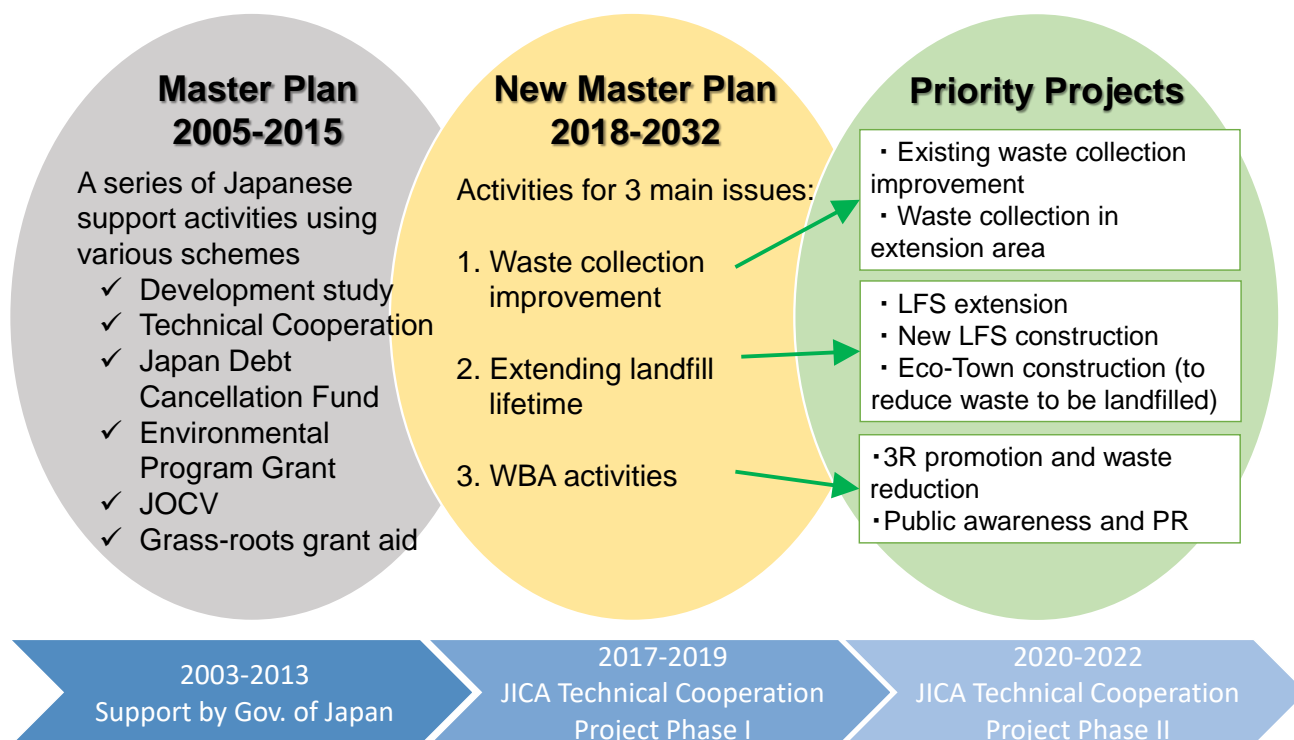 Master Plan
2005-2015
A series of Japanese
support activities using
various schemes
✓ Development study
✓ Technical Cooperation
✓ Japan Debt
Cancellation Fund
✓ Environmental
Program Grant
✓ JOCV
✓ Grass-roots grant aid
New Master Plan
2018-2032
Activities for 3 main issues:
1. Waste collection
improvement
2. Extending landfill
lifetime
3. WBA activities
Priority Projects
・Existing waste collection
improvement
・Waste collection in
extension area
・LFS extension
・New LFS construction
・Eco-Town construction (to
reduce waste to be landfilled)
・3R promotion and waste
reduction
・Public awareness and PR
2003-2013
Support by Gov. of Japan
2017-2019
JICA Technical Cooperation
Project Phase I
2020-2022
JICA Technical Cooperation
Project Phase II